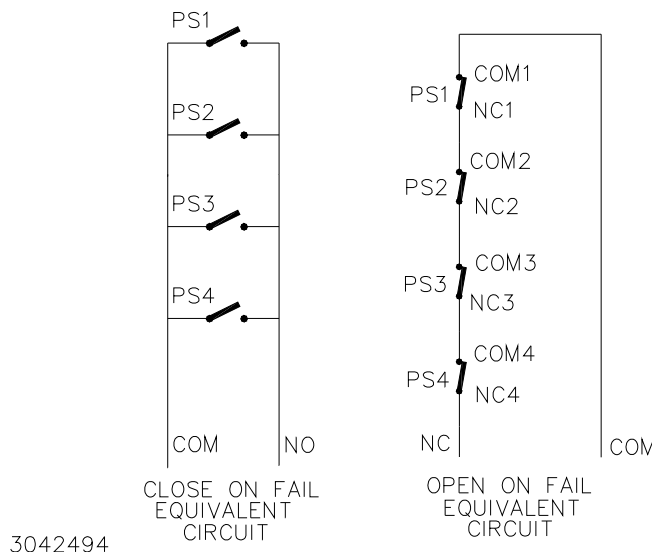 PS1
PS2
PS3
PS4
COM
NO
CLOSE ON FAIL
EQUIVALENT
CIRCUIT
PS1
COM1
NC1
PS2
COM2
NC2
PS3
COM3
NC3
PS4
COM4
NC4
NC
COM
OPEN ON FAIL
EQUIVALENT
CIRCUIT
3042494